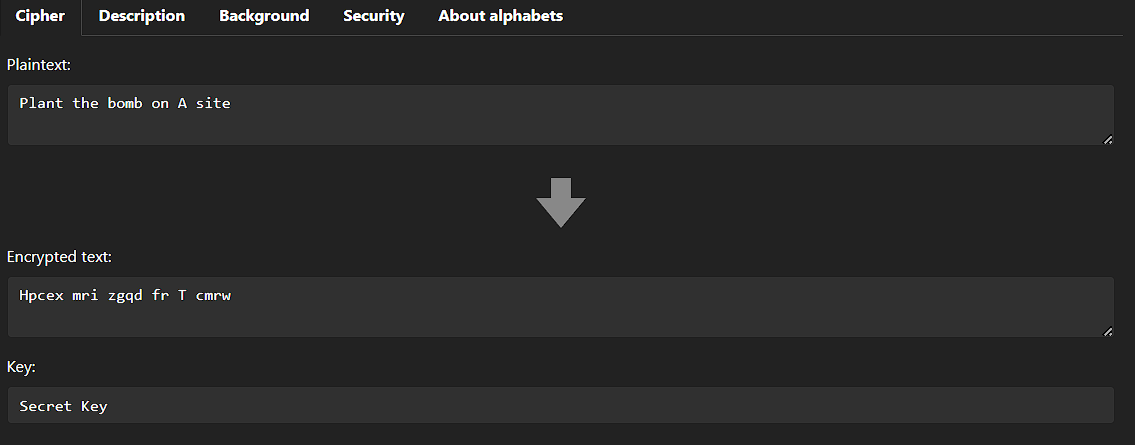 Cipher Description Background Security About alphabets
Plaintext:
Plant the bomb on A site
Encrypted text:
Hpcex mri zgqd fr T cmrw
Key:
Secret Key